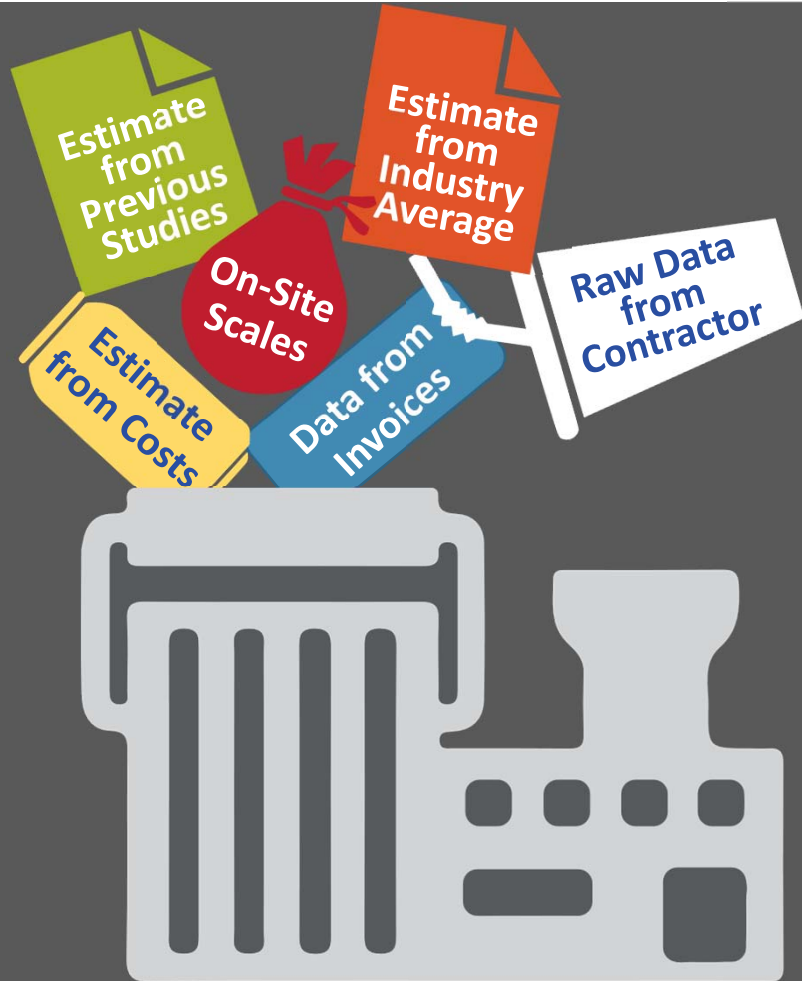 Estimate
from
Previous
Studies
Estimate
from
Industry
Average
On-Site
Scales
Raw Data
from
Contractor
Estimate
from Costs
Data from
Invoices